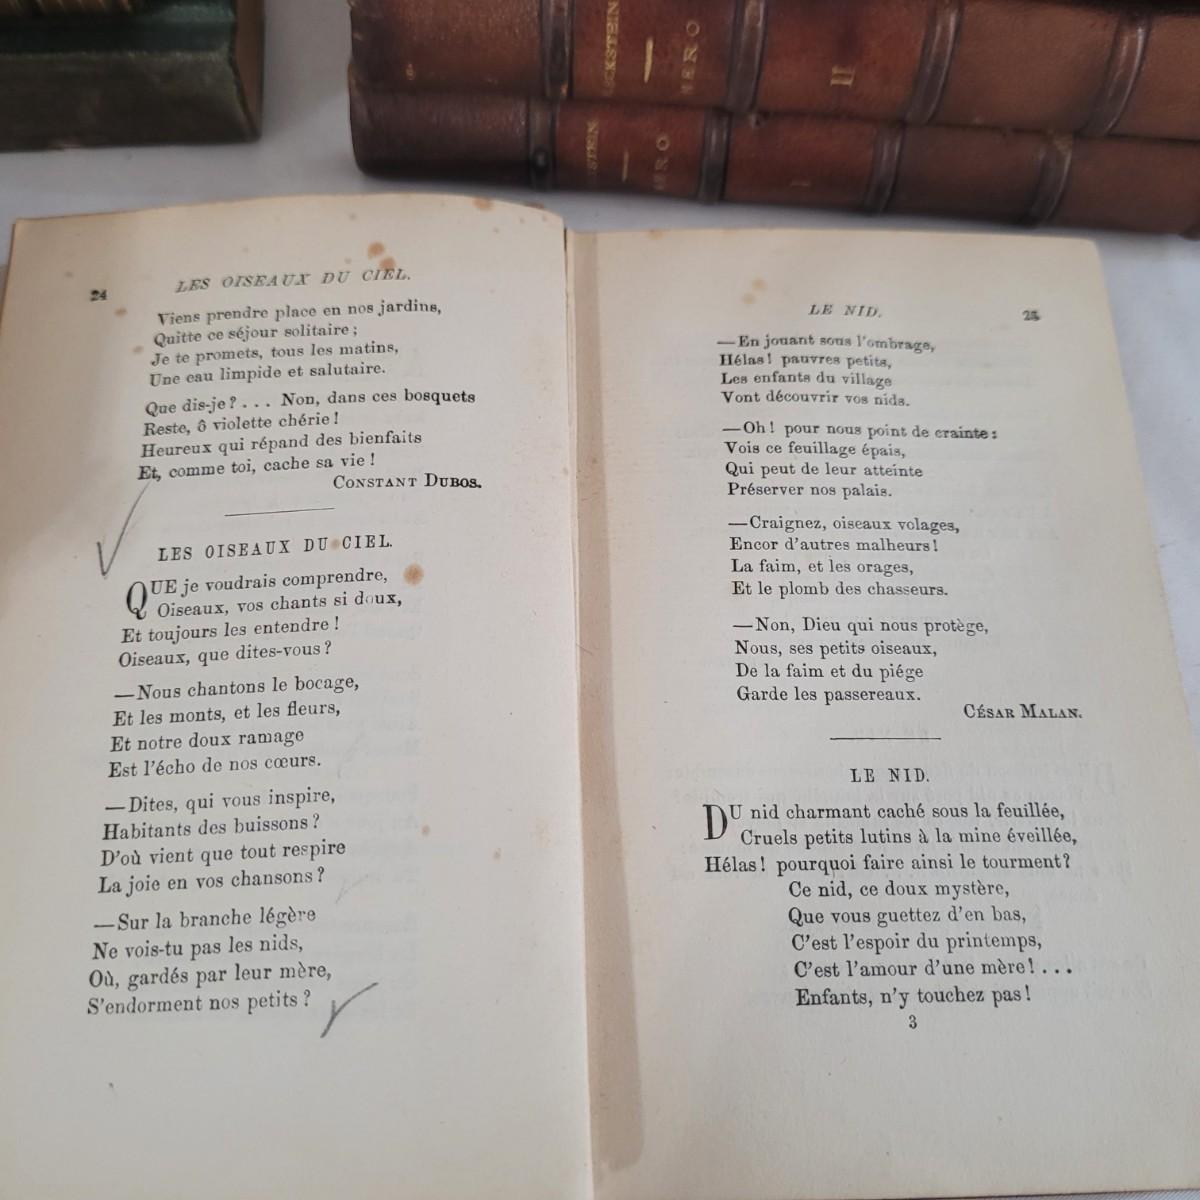 CKSTEIN
NERO
II
STEIN
RO
I
24
LES OISEAUX DU CIEL.
Viens prendre place en nos jardins,
Quitte ce séjour solitaire ;
Je te promets, tous les matins,
Une eau limpide et salutaire.
Que dis-je ? . . . Non, dans ces bosquets
Reste, ô violette chérie !
Heureux qui répand des bienfaits
Et, comme toi, cache sa vie !
CONSTANT DUBOS.
LES OISEAUX DU CIEL.
QUE je voudrais comprendre,
Oiseaux, vos chants si doux,
Et toujours les entendre !
Oiseaux, que dites-vous ?
—Nous chantons le bocage,
Et les monts, et les fleurs,
Et notre doux ramage
Est l'écho de nos cœurs.
—Dites, qui vous inspire,
Habitants des buissons ?
D'où vient que tout respire
La joie en vos chansons ?
—Sur la branche légère
Ne vois-tu pas les nids,
Où, gardés par leur mère,
S'endorment nos petits ?
LE NID.
25
—En jouant sous l'ombrage,
Hélas ! pauvres petits,
Les enfants du village
Vont découvrir vos nids.
—Oh ! pour nous point de crainte :
Vois ce feuillage épais,
Qui peut de leur atteinte
Préserver nos palais.
—Craignez, oiseaux volages,
Encor d'autres malheurs !
La faim, et les orages,
Et le plomb des chasseurs.
—Non, Dieu qui nous protège,
Nous, ses petits oiseaux,
De la faim et du piége
Garde les passereaux.
CÉSAR MALAN.
LE NID.
DU nid charmant caché sous la feuillée,
Cruels petits lutins à la mine éveillée,
Hélas ! pourquoi faire ainsi le tourment ?
Ce nid, ce doux mystère,
Que vous guettez d'en bas,
C'est l'espoir du printemps,
C'est l'amour d'une mère ! . . .
Enfants, n'y touchez pas !
3